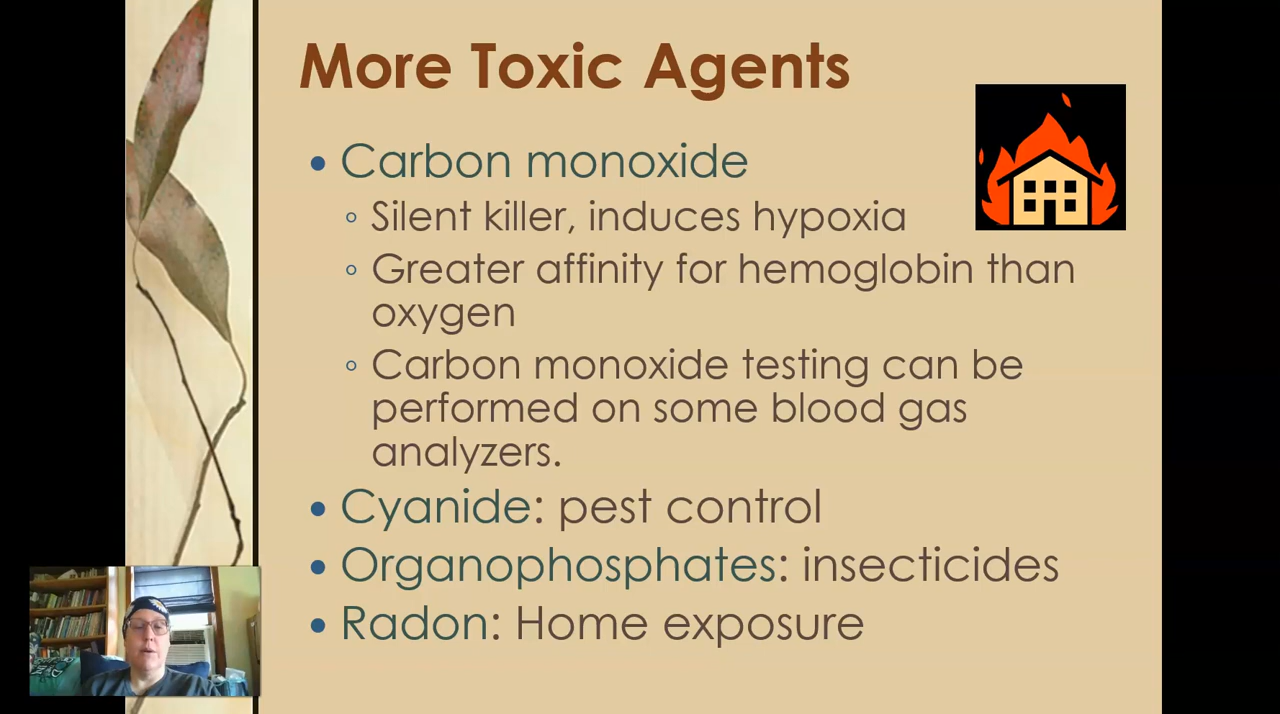 More Toxic Agents
• Carbon monoxide
◦ Silent killer, induces hypoxia
◦ Greater affinity for hemoglobin than
oxygen
◦ Carbon monoxide testing can be
performed on some blood gas
analyzers.
• Cyanide: pest control
• Organophosphates: insecticides
• Radon: Home exposure